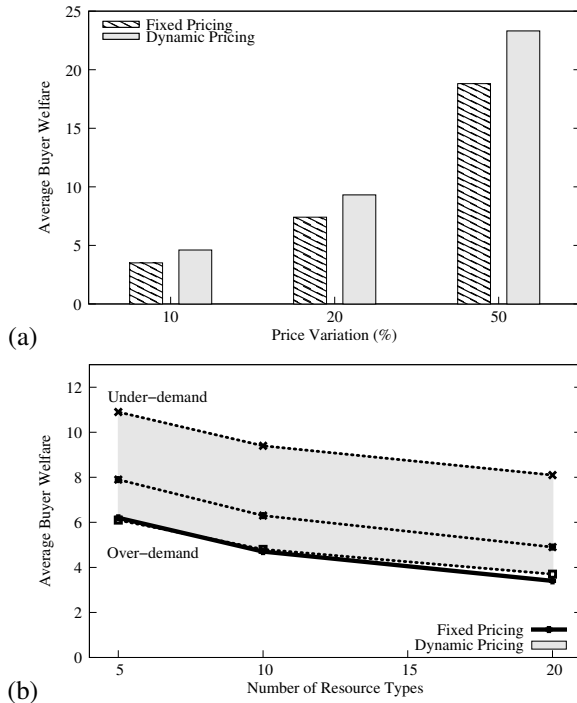 25
20
15
10
5
0
Average Buyer Welfare
Fixed Pricing
Dynamic Pricing
10 20 50
Price Variation (%)
(a)
12
10
8
6
4
2
0
Average Buyer Welfare
Under−demand
Over−demand
Fixed Pricing
Dynamic Pricing
5 10 15 20
Number of Resource Types
(b)